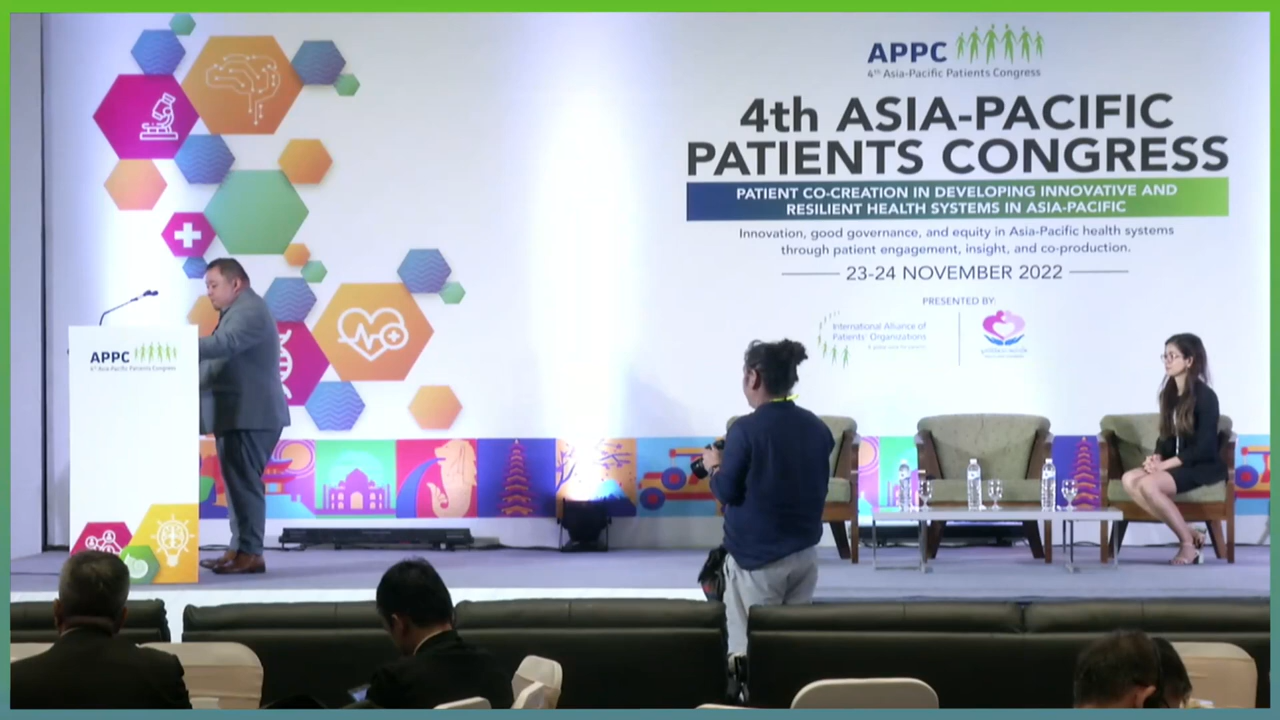 APPC
4th Asia-Pacific Patients Congress
4th ASIA-PACIFIC
PATIENTS CONGRESS
PATIENT CO-CREATION IN DEVELOPING INNOVATIVE AND
RESILIENT HEALTH SYSTEMS IN ASIA-PACIFIC
Innovation, good governance, and equity in Asia-Pacific health systems
through patient engagement, insight, and co-production.
23-24 NOVEMBER 2022
PRESENTED BY:
International Alliance of
Patients' Organizations
APPC
4th Asia-Pacific Patients Congress